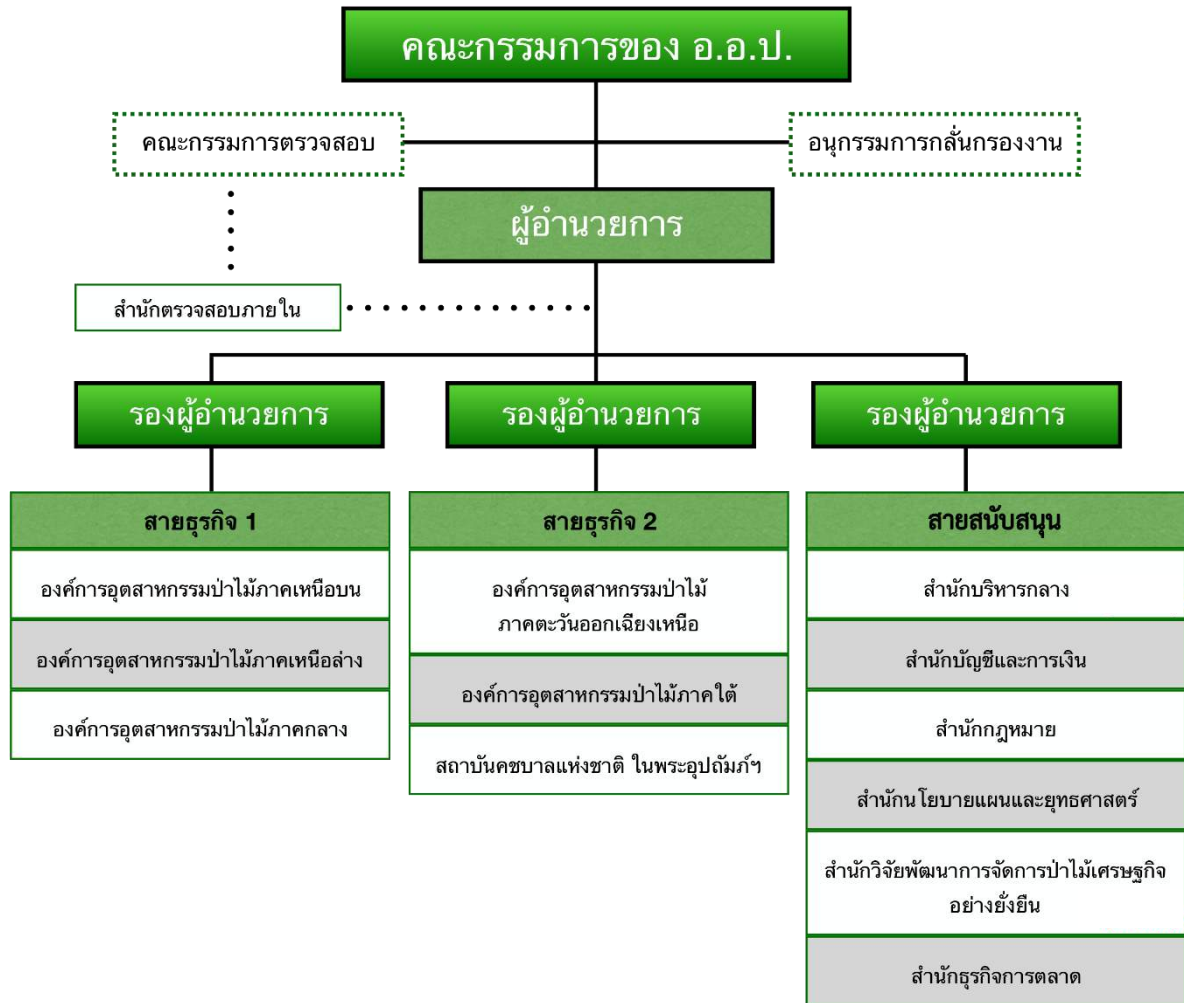 คณะกรรมการของ อ.อ.ป.
คณะกรรมการตรวจสอบ
อนุกรรมการกลั่นกรองงาน
ผู้อำนวยการ
สำนักตรวจสอบภายใน
รองผู้อำนวยการ
รองผู้อำนวยการ
รองผู้อำนวยการ
สายธุรกิจ 1
องค์การอุตสาหกรรมป่าไม้ภาคเหนือบน
องค์การอุตสาหกรรมป่าไม้ภาคเหนือล่าง
องค์การอุตสาหกรรมป่าไม้ภาคกลาง
สายธุรกิจ 2
องค์การอุตสาหกรรมป่าไม้
ภาคตะวันออกเฉียงเหนือ
องค์การอุตสาหกรรมป่าไม้ภาคใต้
สถาบันคชบาลแห่งชาติ ในพระอุปถัมภ์ฯ
สายสนับสนุน
สำนักบริหารกลาง
สำนักบัญชีและการเงิน
สำนักกฎหมาย
สำนักนโยบายแผนและยุทธศาสตร์
สำนักวิจัยพัฒนาการจัดการป่าไม้เศรษฐกิจ
อย่างยั่งยืน
สำนักธุรกิจการตลาด